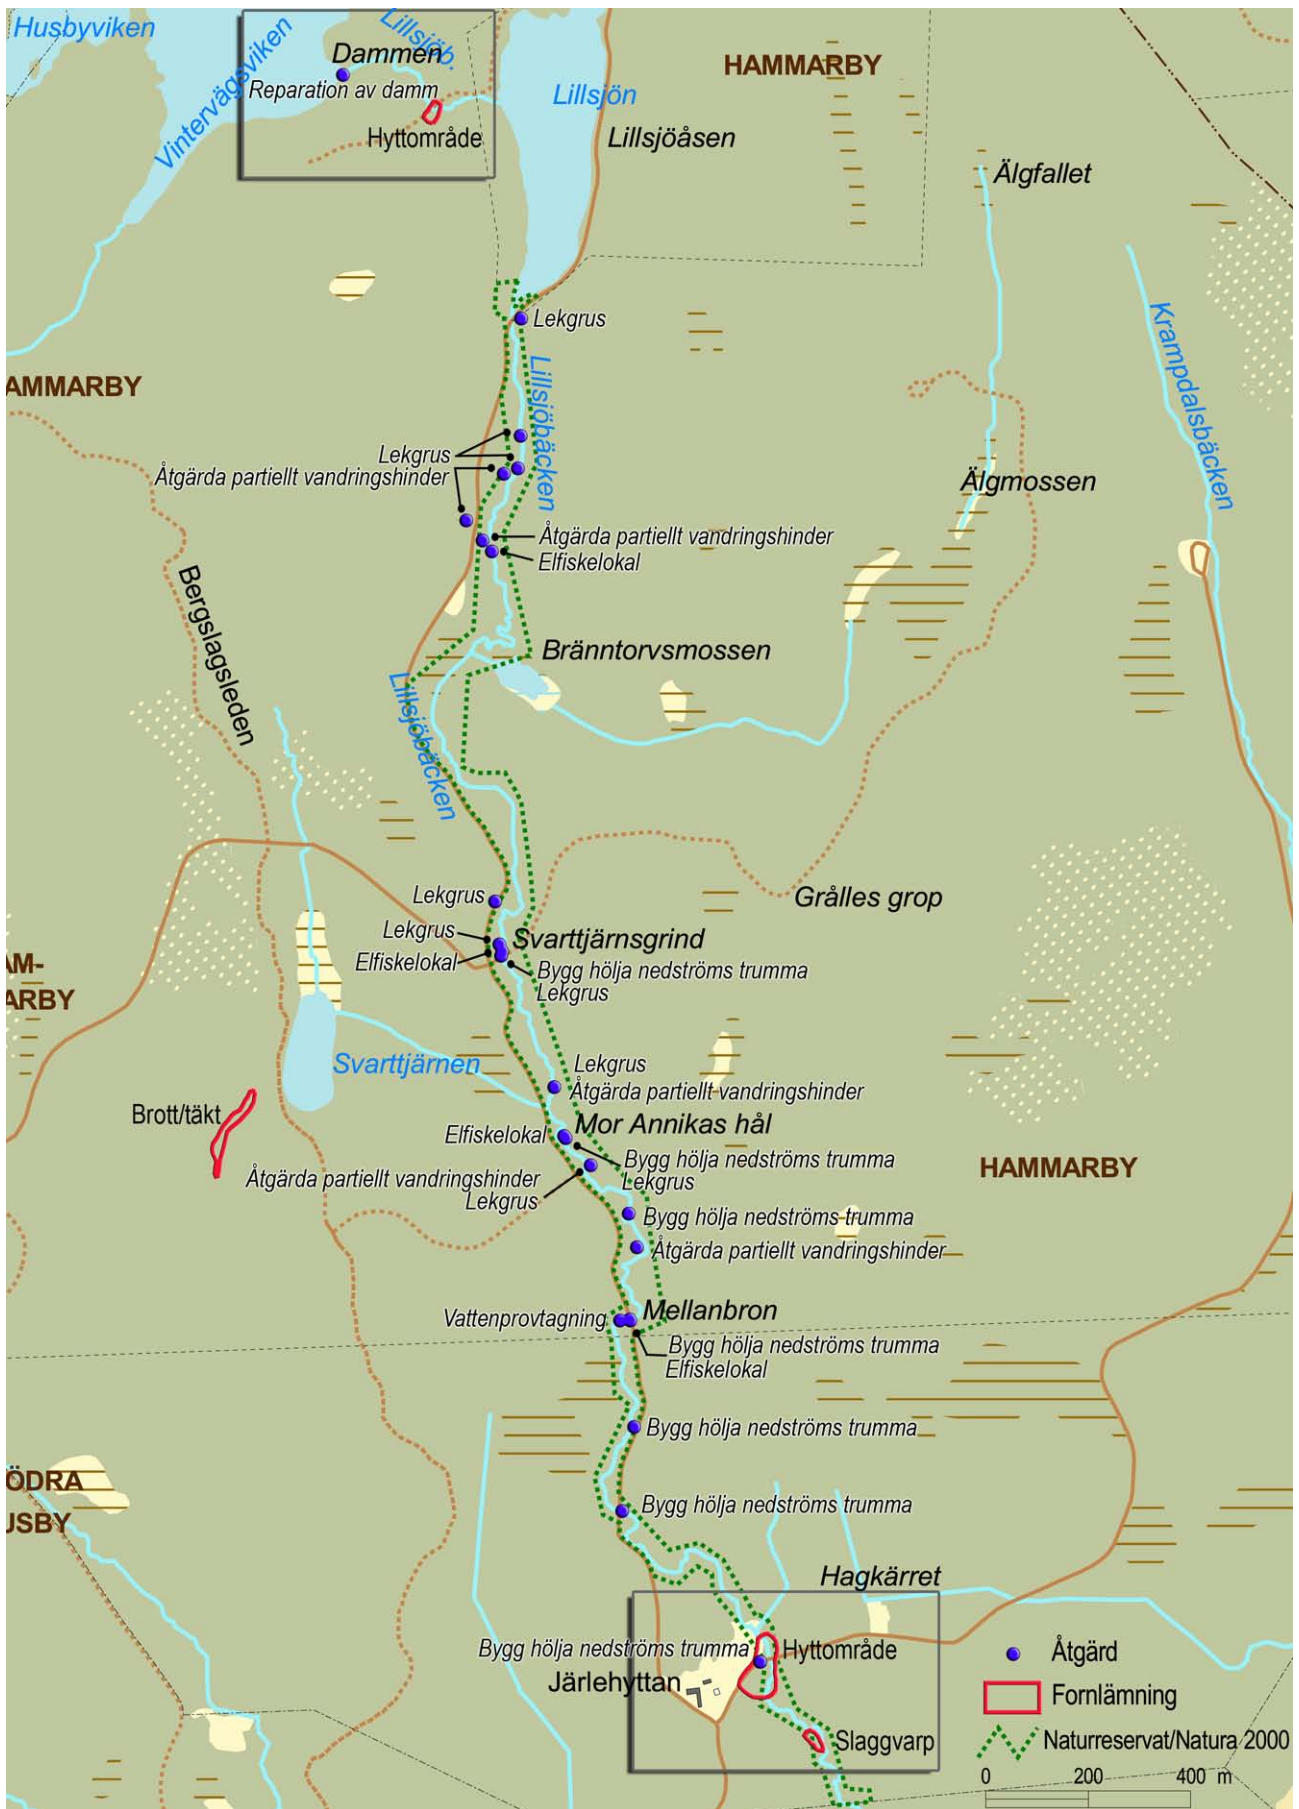 Husbyviken
Vintervägsviken
Lillsjöb.
Dammen
Reparation av damm
Hyttområde
Lillsjön
HAMMARBY
Lillsjöåsen
Älgfallet
Lekgrus
Krampdalsbäcken
AMMARBY
Lillsjöbäcken
Lekgrus
Åtgärda partiellt vandringshinder
Älgmossen
Åtgärda partiellt vandringshinder
Elfiskelokal
Bergslagsleden
Bränntorvsmossen
Lillsjöbäcken
Lekgrus
Grålles grop
Lekgrus
Svarttjärnsgrind
Elfiskelokal
Bygg hölja nedströms trumma
Lekgrus
AM-
ARBY
Svarttjärnen
Lekgrus
Åtgärda partiellt vandringshinder
Brott/täkt
Mor Annikas hål
Elfiskelokal
Bygg hölja nedströms trumma
Lekgrus
HAMMARBY
Åtgärda partiellt vandringshinder
Lekgrus
Bygg hölja nedströms trumma
Åtgärda partiellt vandringshinder
Mellanbron
Vattenprovtagning
Bygg hölja nedströms trumma
Elfiskelokal
Bygg hölja nedströms trumma
ÖDRA
USBY
Bygg hölja nedströms trumma
Hagkärret
Bygg hölja nedströms trumma
Hyttområde
Järlehyttan
Slaggvarp
Åtgärd
Fornlämning
Naturreservat/Natura 2000
0 200 400 m